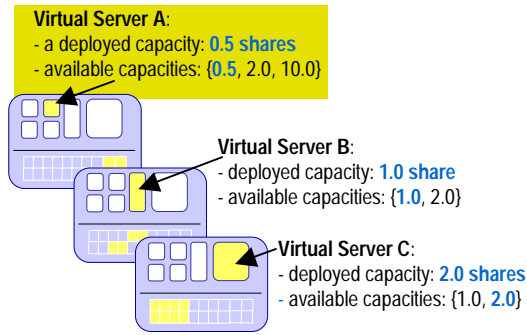 Virtual Server A:
- a deployed capacity: 0.5 shares
- available capacities: {0.5, 2.0, 10.0}
Virtual Server B:
- deployed capacity: 1.0 share
- available capacities: {1.0, 2.0}
Virtual Server C:
- deployed capacity: 2.0 shares
- available capacities: {1.0, 2.0}